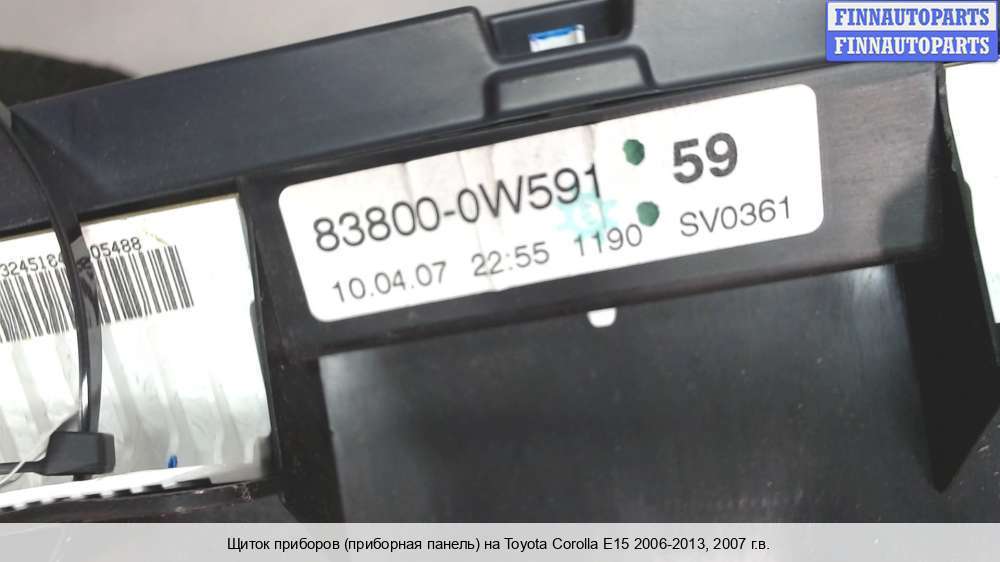 FINNAUTOPARTS
FINNAUTOPARTS
83800-0W591 59
10.04.07 22:55 1190 SV0361
05488
Щиток приборов (приборная панель) на Toyota Corolla E15 2006-2013, 2007 г.в.